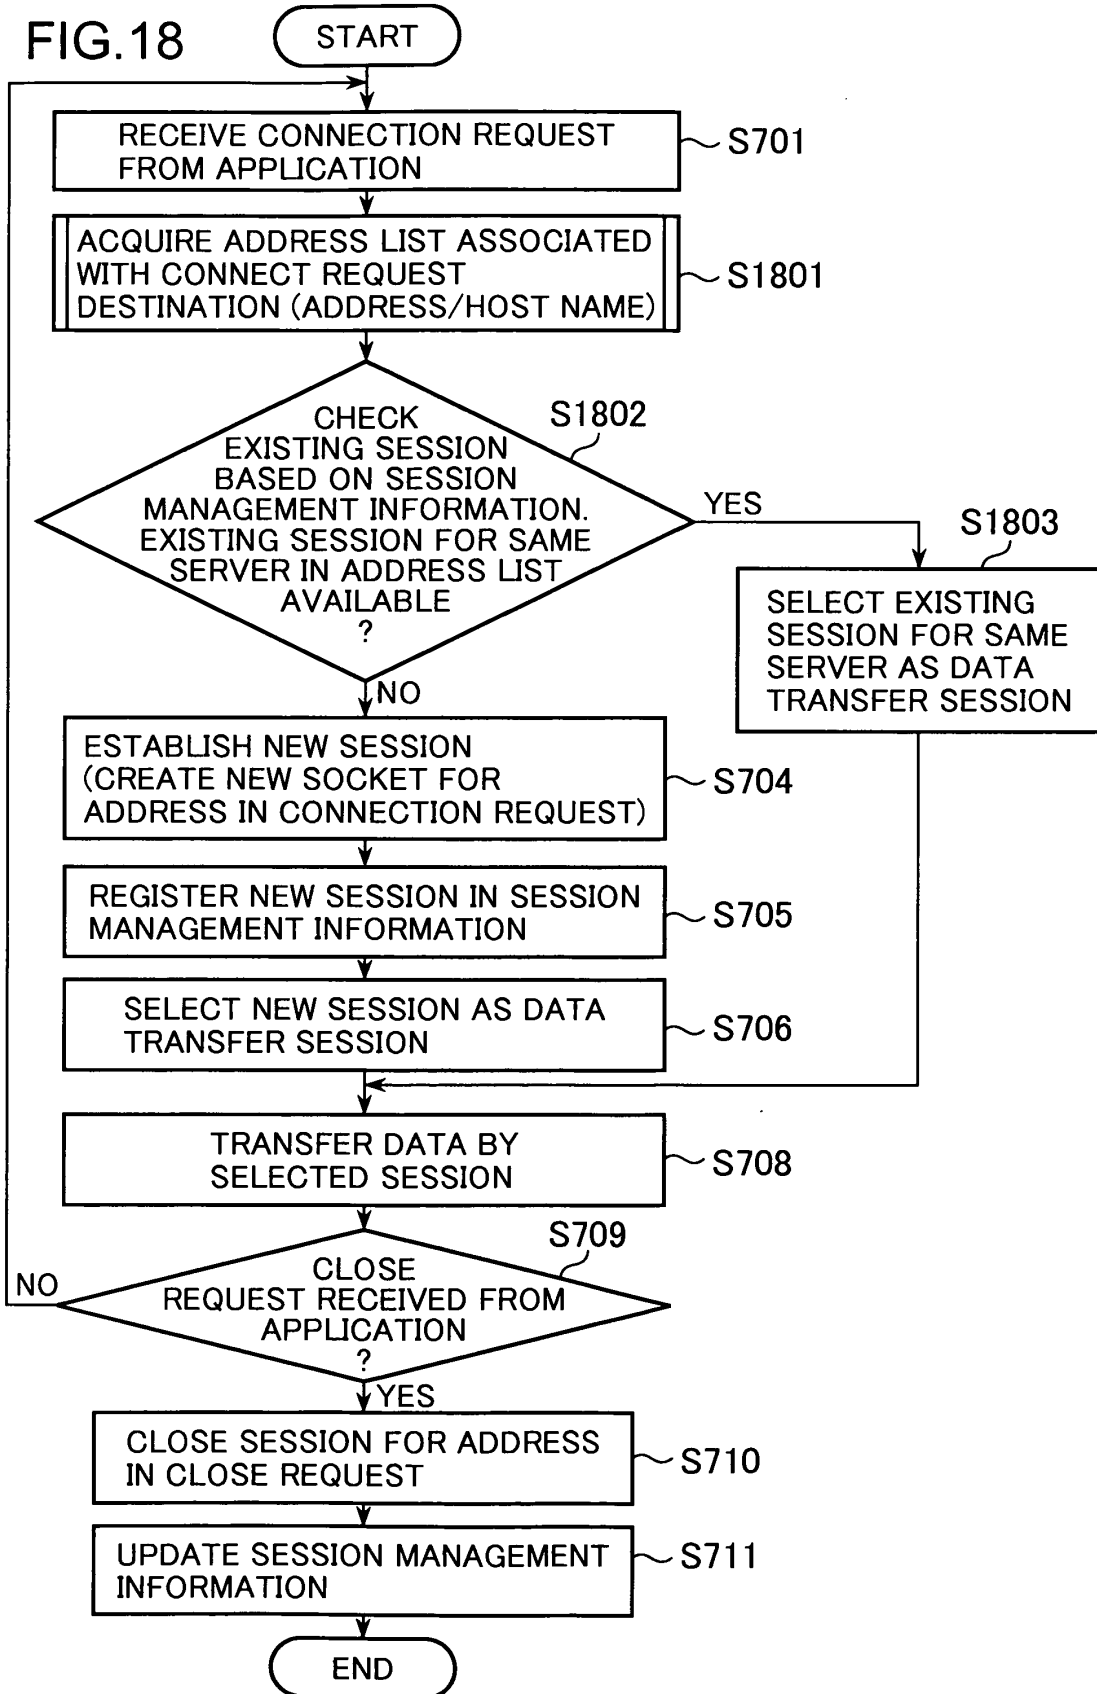 FIG.18
START
RECEIVE CONNECTION REQUEST
FROM APPLICATION
S701
ACQUIRE ADDRESS LIST ASSOCIATED
WITH CONNECT REQUEST
DESTINATION (ADDRESS/HOST NAME)
S1801
CHECK
EXISTING SESSION
BASED ON SESSION
MANAGEMENT INFORMATION.
EXISTING SESSION FOR SAME
SERVER IN ADDRESS LIST
AVAILABLE
?
S1802
YES
S1803
SELECT EXISTING
SESSION FOR SAME
SERVER AS DATA
TRANSFER SESSION
NO
ESTABLISH NEW SESSION
(CREATE NEW SOCKET FOR
ADDRESS IN CONNECTION REQUEST)
S704
REGISTER NEW SESSION IN SESSION
MANAGEMENT INFORMATION
S705
SELECT NEW SESSION AS DATA
TRANSFER SESSION
S706
TRANSFER DATA BY
SELECTED SESSION
S708
S709
CLOSE
REQUEST RECEIVED FROM
APPLICATION
?
NO
YES
CLOSE SESSION FOR ADDRESS
IN CLOSE REQUEST
S710
UPDATE SESSION MANAGEMENT
INFORMATION
S711
END